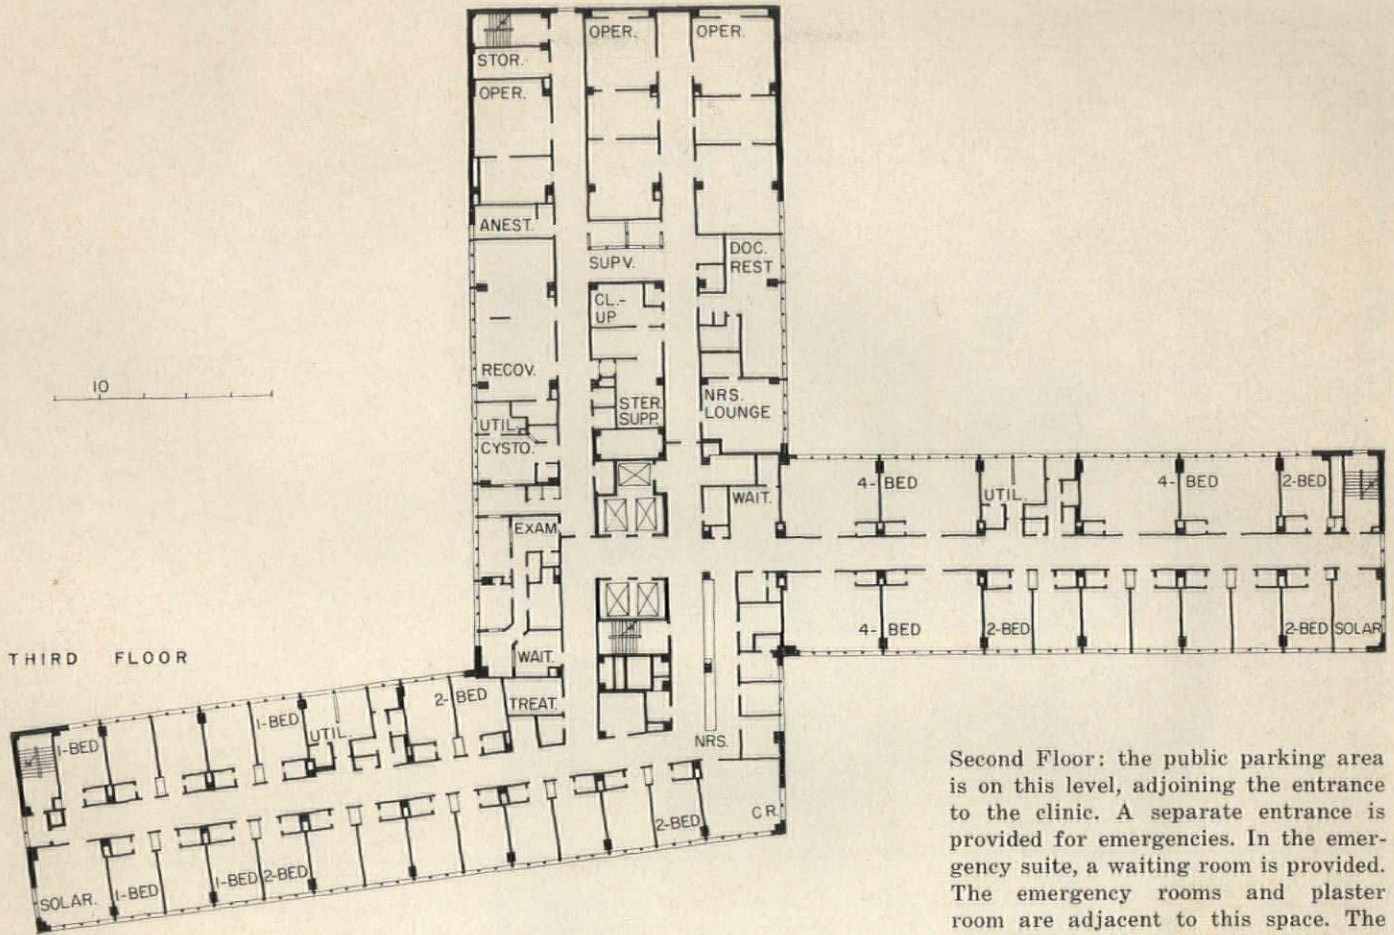 OPER.
OPER.
STOR.
OPER.
ANEST.
DOC.
REST
SUPV.
CL.-
UP
10
RECOV.
NRS.
LOUNGE
STER.
SUPP.
UTIL.
CYSTO.
WAIT.
4-BED
UTIL.
4-BED
2-BED
EXAM.
4-BED
2-BED
2-BED
SOLAR
THIRD FLOOR
WAIT.
TREAT.
2-BED
1-BED
UTIL.
1-BED
NRS.
C R.
2-BED
2-BED
1-BED
1-BED
SOLAR.
Second Floor: the public parking area
is on this level, adjoining the entrance
to the clinic. A separate entrance is
provided for emergencies. In the emer-
gency suite, a waiting room is provided.
The emergency rooms and plaster
room are adjacent to this space. The